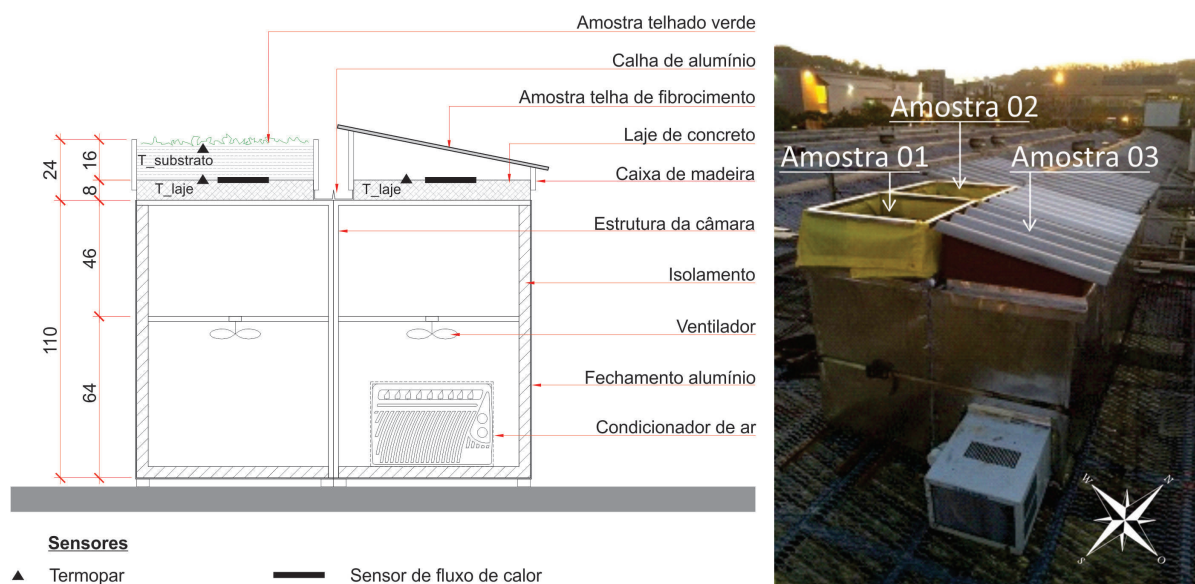 Amostra telhado verde
Calha de alumínio
Amostra telha de fibrocimento
Laje de concreto
Caixa de madeira
Estrutura da câmara
Isolamento
Ventilador
Fechamento alumínio
Condicionador de ar
T_substrato
T_laje
T_laje
24
16
8
110
46
64
Sensores
Termopar
Sensor de fluxo de calor
Amostra 02
Amostra 01
Amostra 03
W
N
S
O